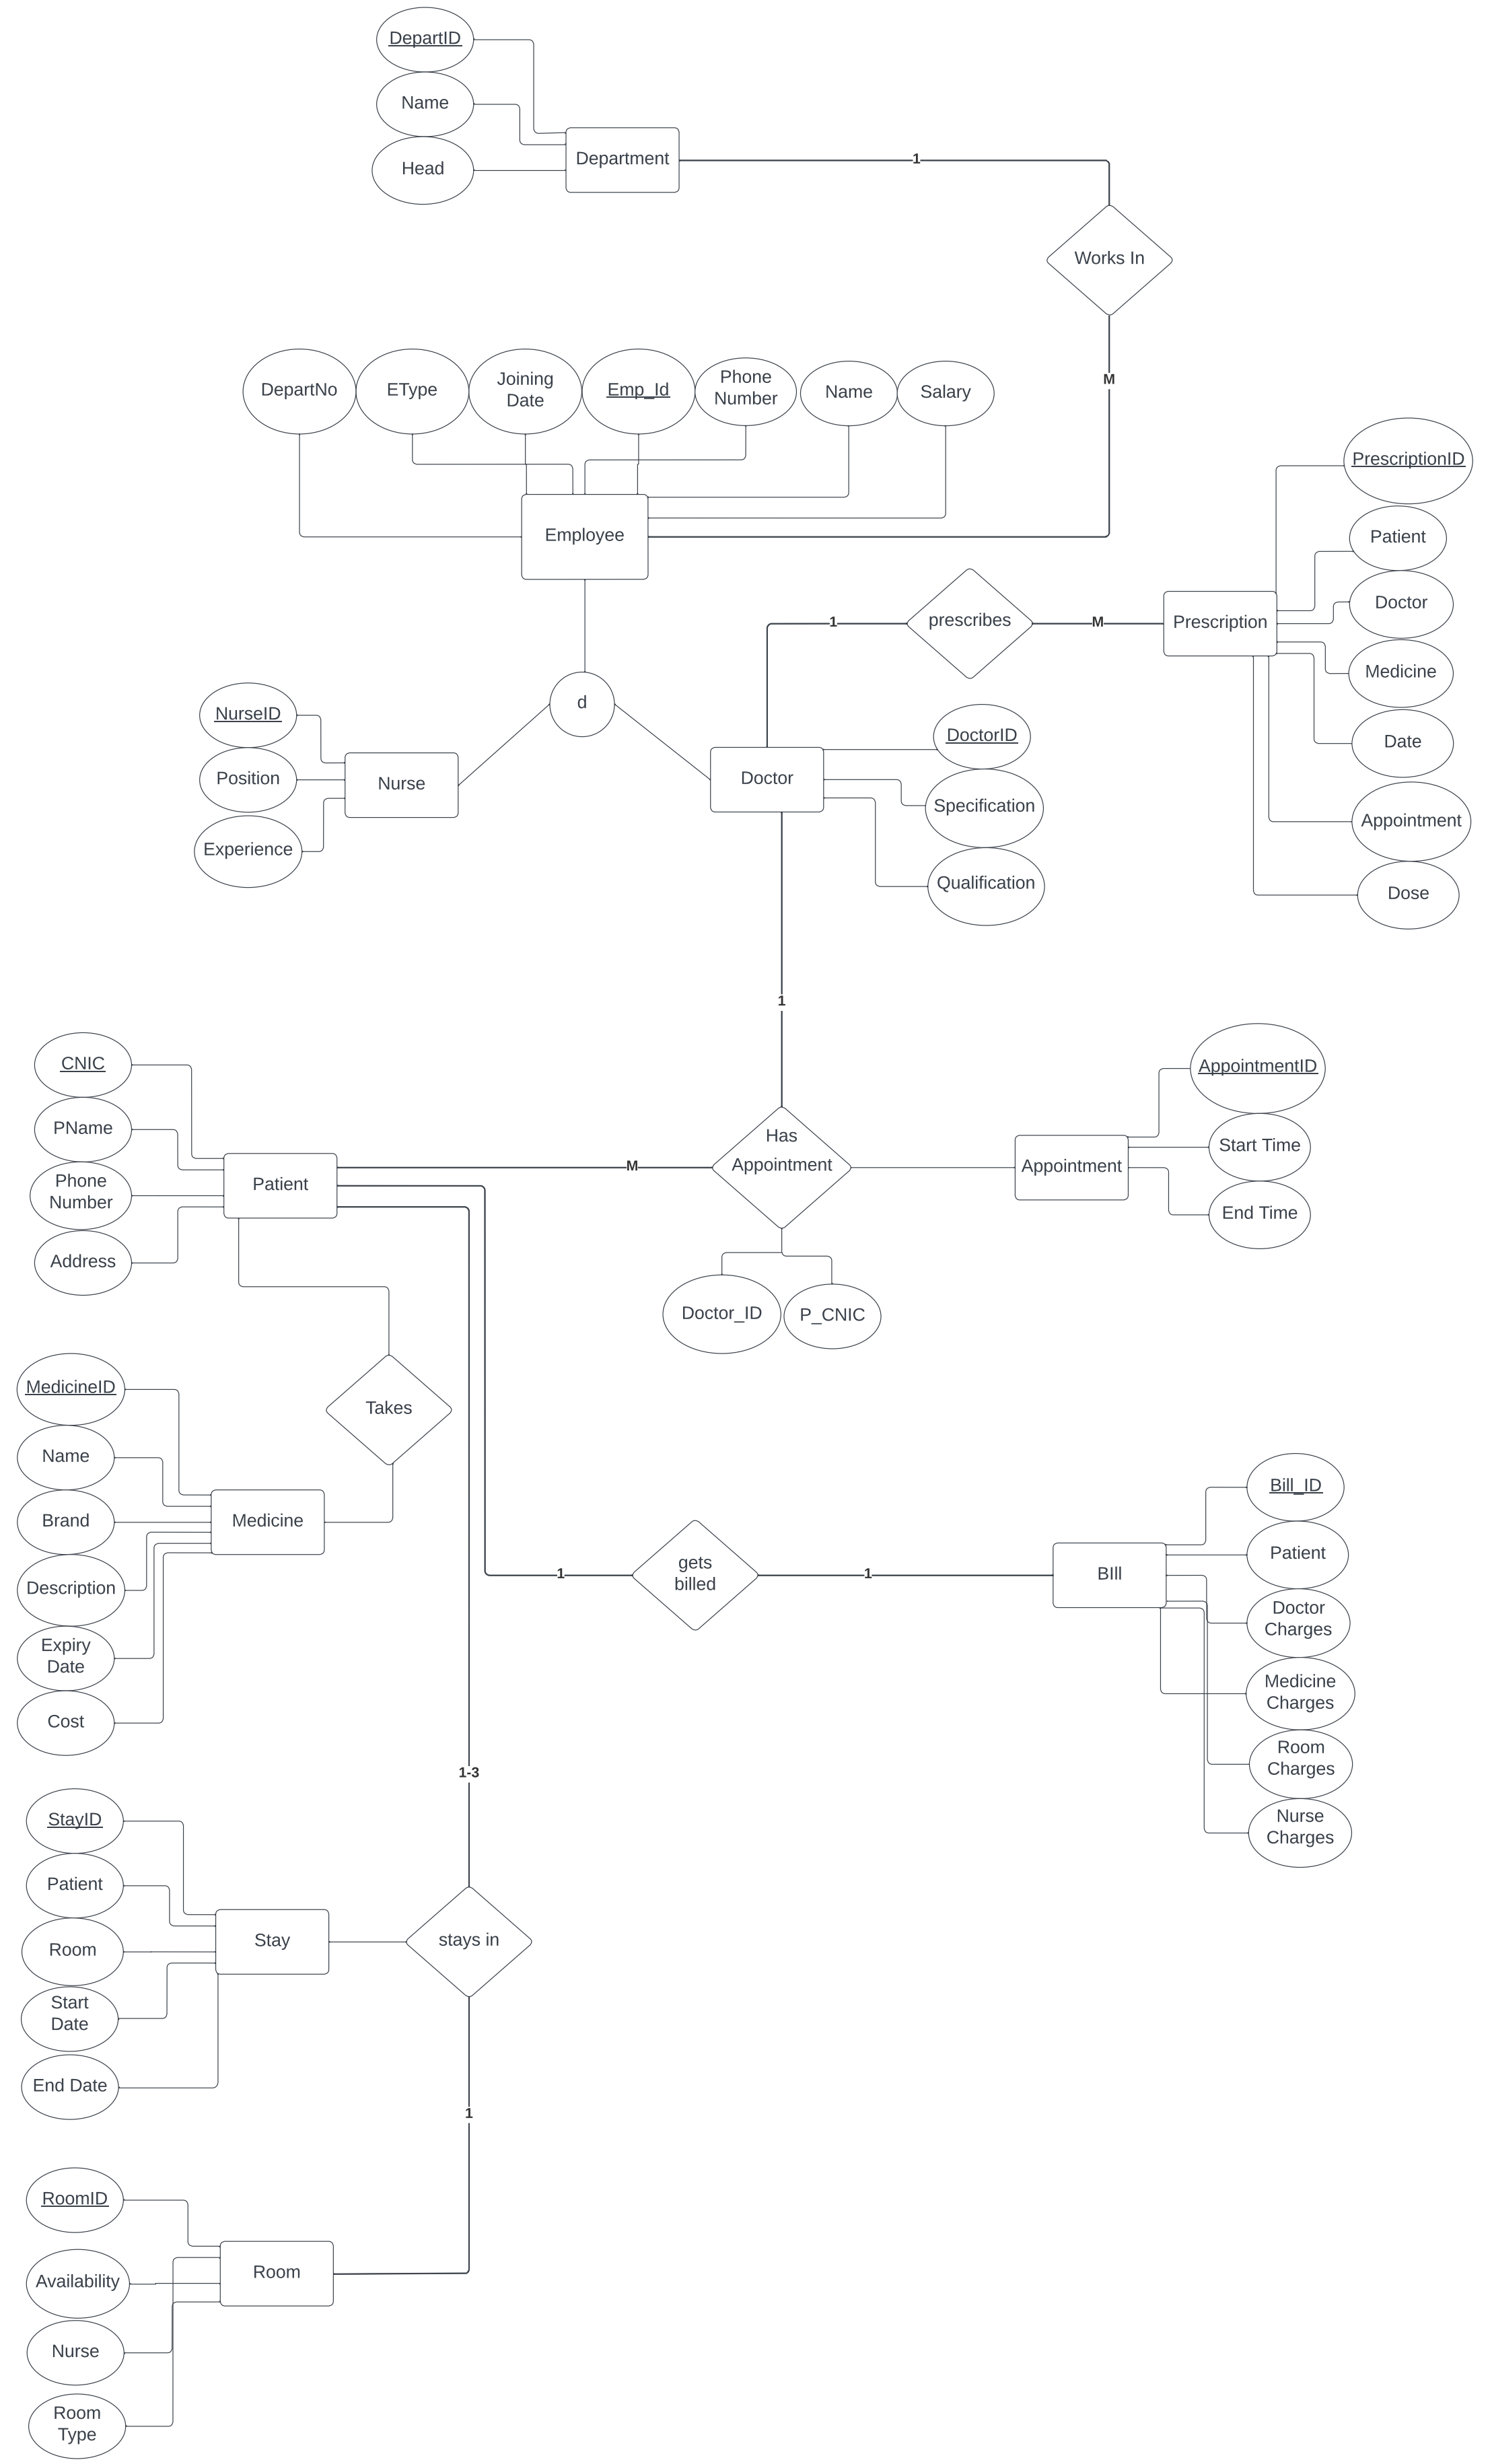 DepartID
Name
Head
Department
1
Works In
M
DepartNo
EType
Joining
Date
Emp_Id
Phone
Number
Name
Salary
Employee
PrescriptionID
Patient
Doctor
Medicine
Date
Appointment
Dose
Prescription
M
prescribes
1
d
NurseID
Position
Experience
Nurse
Doctor
DoctorID
Specification
Qualification
1
CNIC
PName
Phone
Number
Address
Patient
M
Has
Appointment
Appointment
AppointmentID
Start Time
End Time
Doctor_ID
P_CNIC
Takes
MedicineID
Name
Brand
Description
Expiry
Date
Cost
Medicine
1
gets
billed
1
BIll
Bill_ID
Patient
Doctor
Charges
Medicine
Charges
Room
Charges
Nurse
Charges
1-3
StayID
Patient
Room
Start
Date
End Date
Stay
stays in
1
RoomID
Availability
Nurse
Room
Type
Room